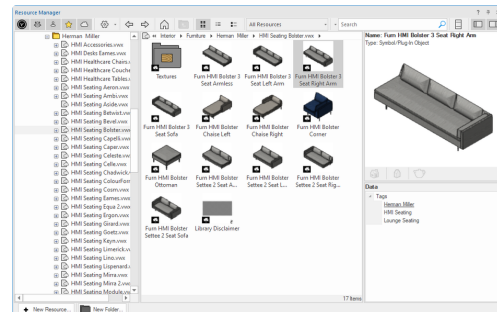 Resource Manager
All Resources
Search
Herman Miller
HMI Accessories.vwx
HMI Desks Eames.vwx
HMI Healthcare Chairs.
HMI Healthcare Couche
HMI Healthcare Tables.
HMI Seating Aeron.vwx
HMI Seating Ambi.vwx
HMI Seating Aside.vwx
HMI Seating Betwixt.vw
HMI Seating Bevel.vwx
HMI Seating Bolster.vwx
HMI Seating Capelli.vwx
HMI Seating Caper.vwx
HMI Seating Celeste.vwx
HMI Seating Celle.vwx
HMI Seating Chadwick.v
HMI Seating ColourForm
HMI Seating Cosm.vwx
HMI Seating Eames.vwx
HMI Seating Equa 2.vwx
HMI Seating Ergon.vwx
HMI Seating Girard.vwx
HMI Seating Goetz.vwx
HMI Seating Keyn.vwx
HMI Seating Limerick.vw
HMI Seating Lino.vwx
HMI Seating Lispenard.v
HMI Seating Mirra.vwx
HMI Seating Mirra 2.vwx
HMI Seating Module.vw
Interior Furniture Herman Miller HMI Seating Bolster.vwx
Textures
Furn HMI Bolster 3 Seat Armless
Furn HMI Bolster 3 Seat Left Arm
Furn HMI Bolster 3 Seat Right Arm
Furn HMI Bolster 3 Seat Sofa
Furn HMI Bolster Chaise Left
Furn HMI Bolster Chaise Right
Furn HMI Bolster Corner
Furn HMI Bolster Ottoman
Furn HMI Bolster Settee 2 Seat A...
Furn HMI Bolster Settee 2 Seat L...
Furn HMI Bolster Settee 2 Seat Rig...
Furn HMI Bolster Settee 2 Seat Sofa
Library Disclaimer
17 Items
Name: Furn HMI Bolster 3 Seat Right Arm
Type: Symbol/Plug-in Object
Data
Tags
Herman Miller
HMI Seating
Lounge Seating
New Resource...
New Folder...